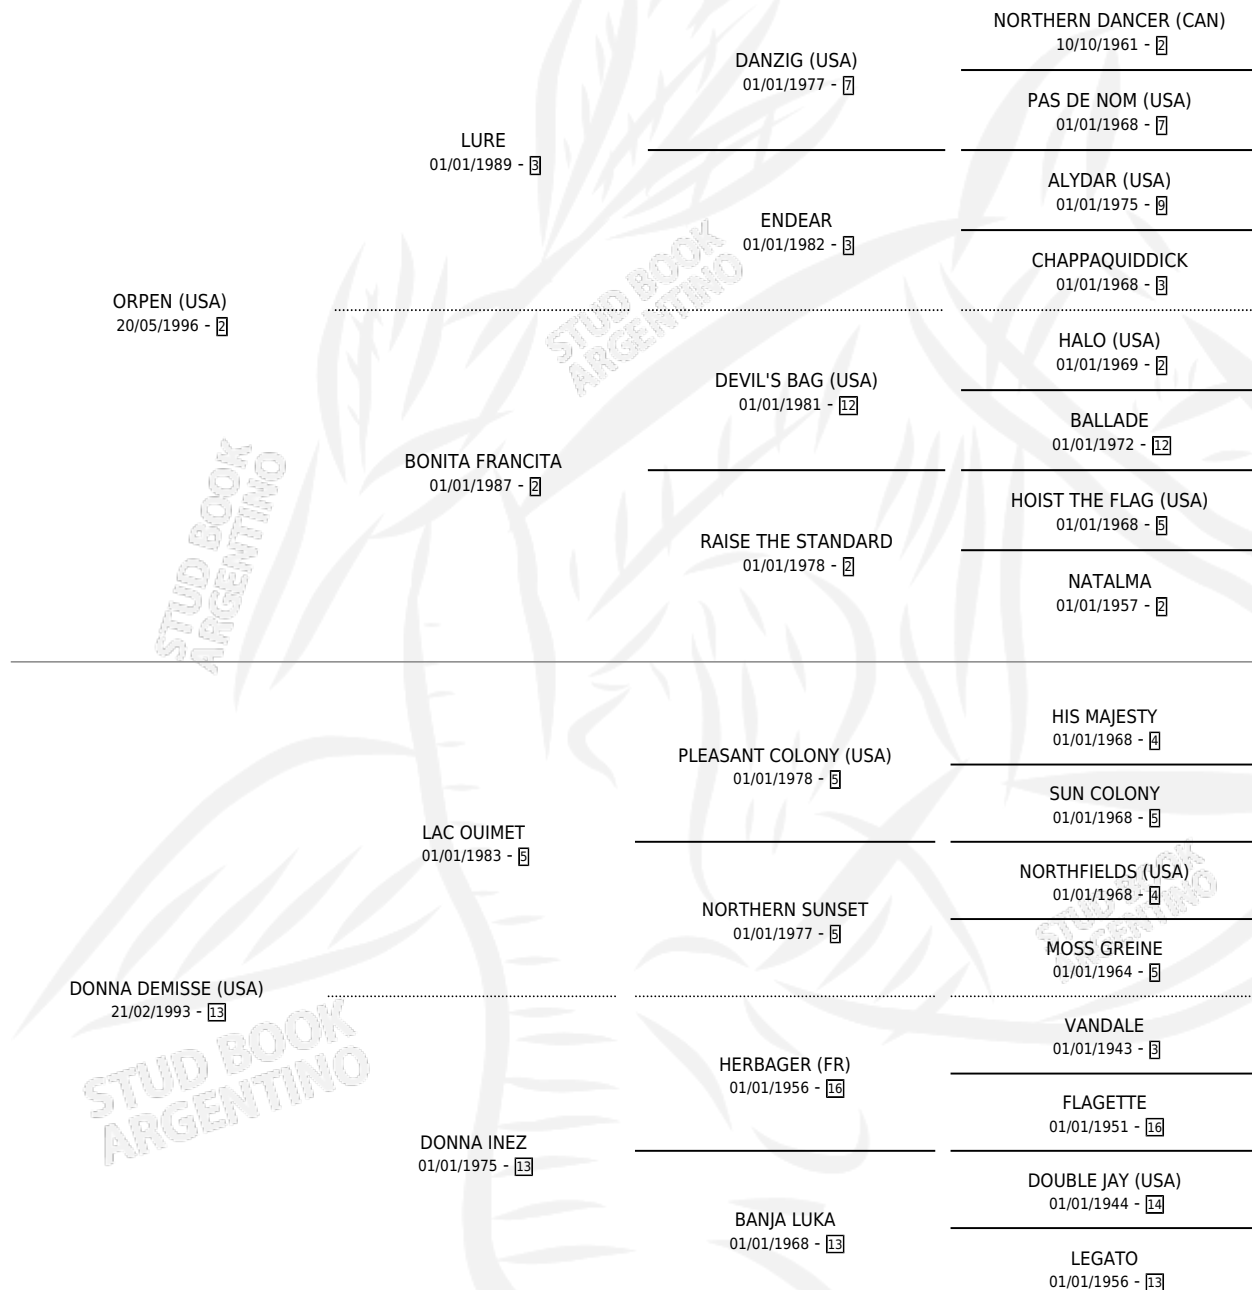 NORTHERN DANCER (CAN)
10/10/1961 - 2
DANZIG (USA)
01/01/1977 - 7
PAS DE NOM (USA)
01/01/1968 - 7
LURE
01/01/1989 - 3
ALYDAR (USA)
01/01/1975 - 9
ENDEAR
01/01/1982 - 3
CHAPPAQUIDDICK
01/01/1968 - 3
STUD BOOK
ARGENTINO
ORPEN (USA)
20/05/1996 - 2
HALO (USA)
01/01/1969 - 2
DEVIL'S BAG (USA)
01/01/1981 - 12
BALLADE
01/01/1972 - 12
BONITA FRANCITA
01/01/1987 - 2
HOIST THE FLAG (USA)
01/01/1968 - 5
RAISE THE STANDARD
01/01/1978 - 2
NATALMA
01/01/1957 - 2
STUD BOOK
ARGENTINO
HIS MAJESTY
01/01/1968 - 4
PLEASANT COLONY (USA)
01/01/1978 - 5
SUN COLONY
01/01/1968 - 5
LAC OUIMET
01/01/1983 - 5
NORTHFIELDS (USA)
01/01/1968 - 4
NORTHERN SUNSET
01/01/1977 - 5
STUD BOOK
ARGENTINO
MOSS GREINE
01/01/1964 - 5
DONNA DEMISSE (USA)
21/02/1993 - 13
STUD BOOK
ARGENTINO
VANDALE
01/01/1943 - 3
HERBAGER (FR)
01/01/1956 - 16
FLAGETTE
01/01/1951 - 16
DONNA INEZ
01/01/1975 - 13
DOUBLE JAY (USA)
01/01/1944 - 14
BANJA LUKA
01/01/1968 - 13
LEGATO
01/01/1956 - 13